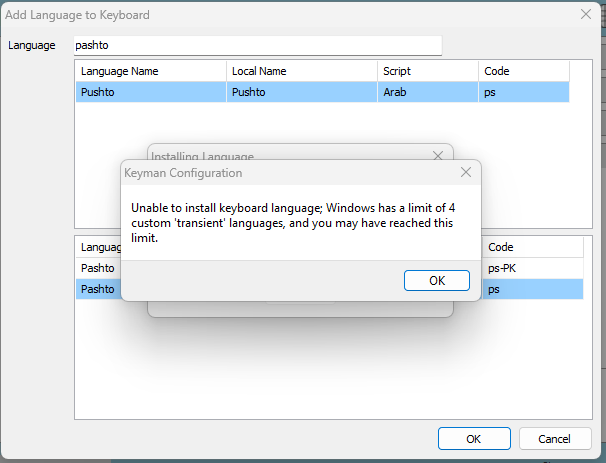 Add Language to Keyboard
Language pashto
Language Name Local Name Script Code
Pushto Pushto Arab ps
Installing Language
Keyman Configuration
Unable to install keyboard language; Windows has a limit of 4
custom 'transient' languages, and you may have reached this
limit.
OK
Code
Pashto ps-PK
Pashto ps
OK Cancel